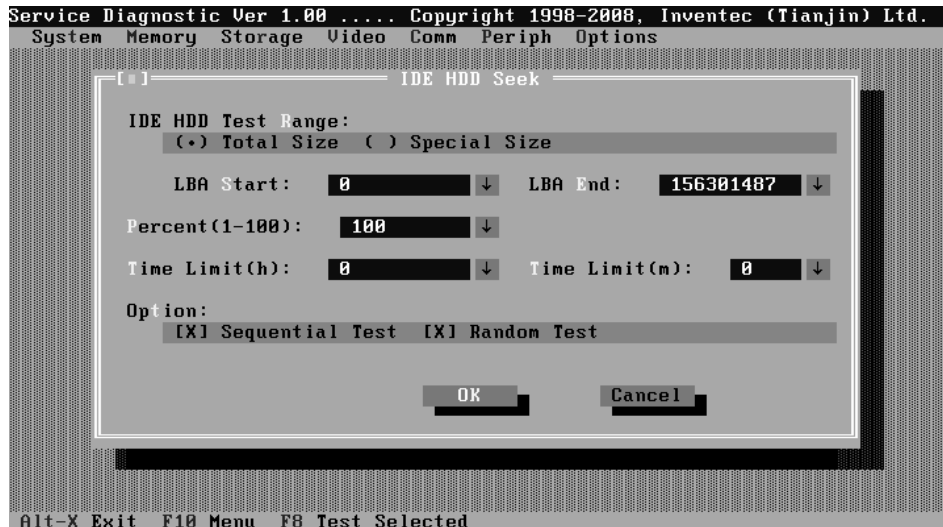 Service Diagnostic Ver 1.00 ..... Copyright 1998-2008, Inventec (Tianjin) Ltd.
System Memory Storage Video Comm Periph Options
[■] IDE HDD Seek
IDE HDD Test Range:
(•) Total Size ( ) Special Size
LBA Start: 0 ↓ LBA End: 156301487 ↓
Percent(1-100): 100 ↓
Time Limit(h): 0 ↓ Time Limit(m): 0 ↓
Option:
[X] Sequential Test [X] Random Test
OK Cancel
Alt-X Exit F10 Menu F8 Test Selected